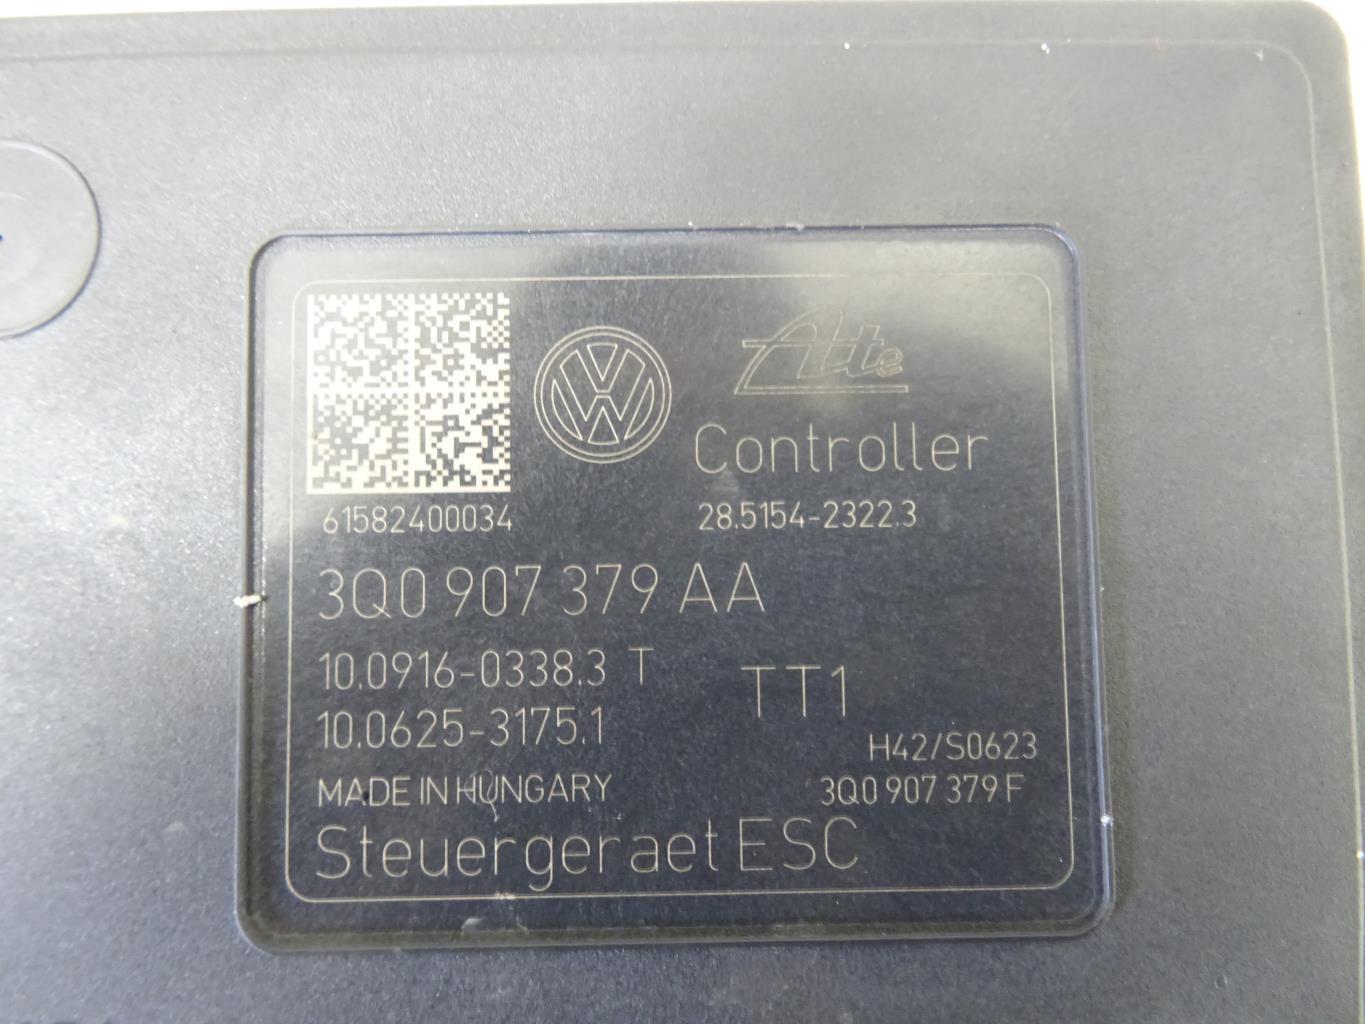 Ate
Controller
61582400034
28.5154-2322.3
3Q0 907 379 AA
10.0916-0338.3 T
TT1
10.0625-3175.1
H42/S0623
MADE IN HUNGARY
3Q0 907 379 F
Steuergeraet ESC